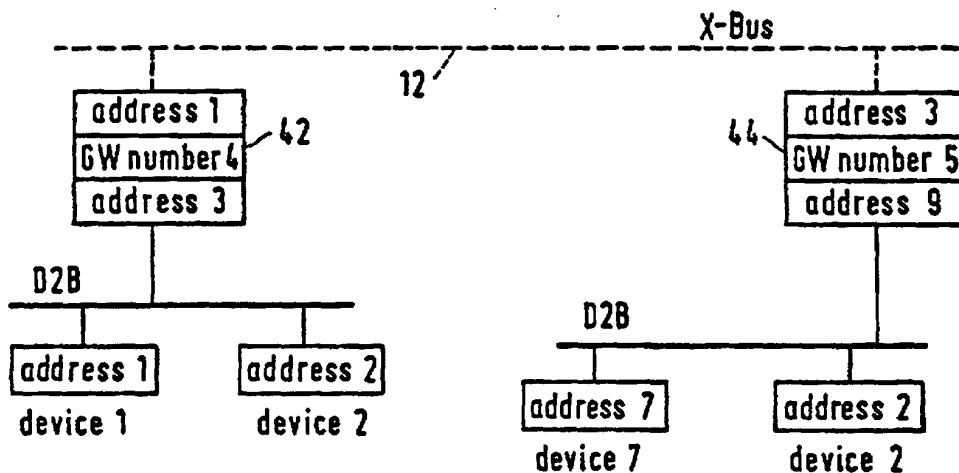 X-Bus
12
address 1
GW number 4
address 3
42
44
address 3
GW number 5
address 9
D2B
address 1
address 2
device 1
device 2
D2B
address 7
address 2
device 7
device 2